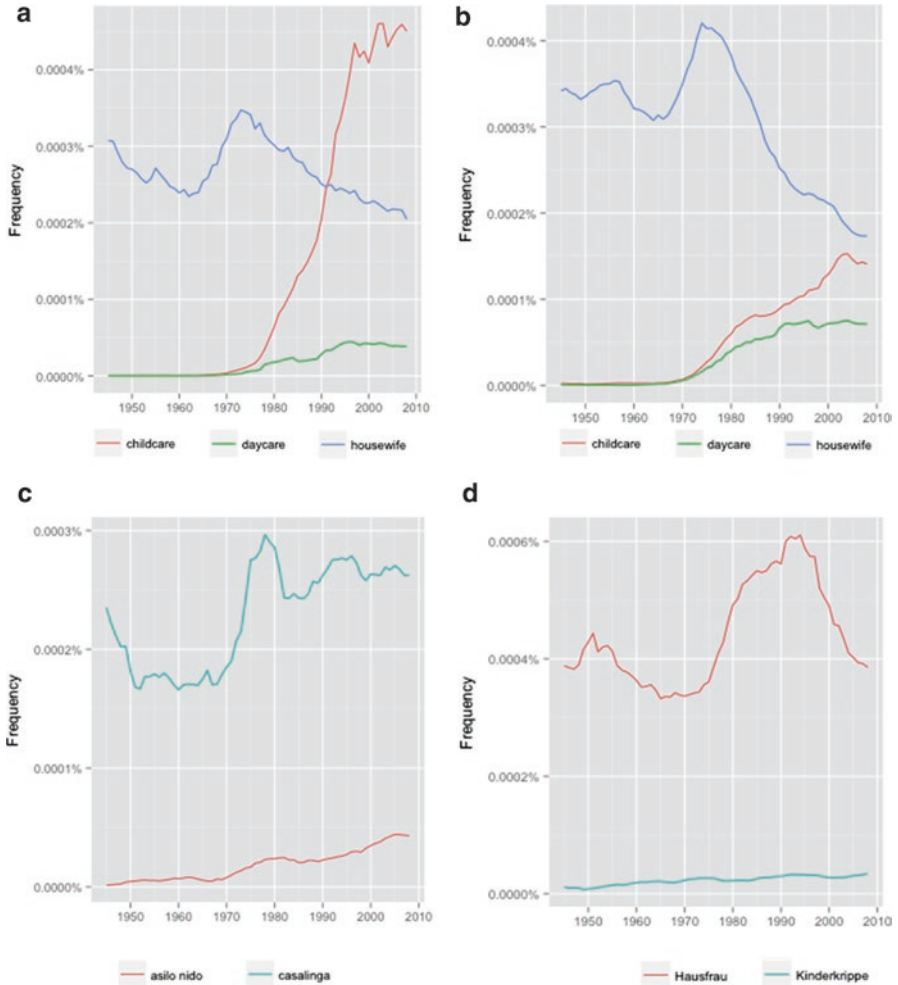 a
0.0004%
0.0003%
0.0002%
0.0001%
0.0000%
Frequency
1950 1960 1970 1980 1990 2000 2010
childcare daycare housewife
b
0.0004%
0.0003%
0.0002%
0.0001%
0.0000%
Frequency
1950 1960 1970 1980 1990 2000 2010
childcare daycare housewife
c
0.0003%
0.0002%
0.0001%
0.0000%
Frequency
1950 1960 1970 1980 1990 2000 2010
asilo nido casalinga
d
0.0006%
0.0004%
0.0002%
0.0000%
Frequency
1950 1960 1970 1980 1990 2000 2010
Hausfrau Kinderkrippe